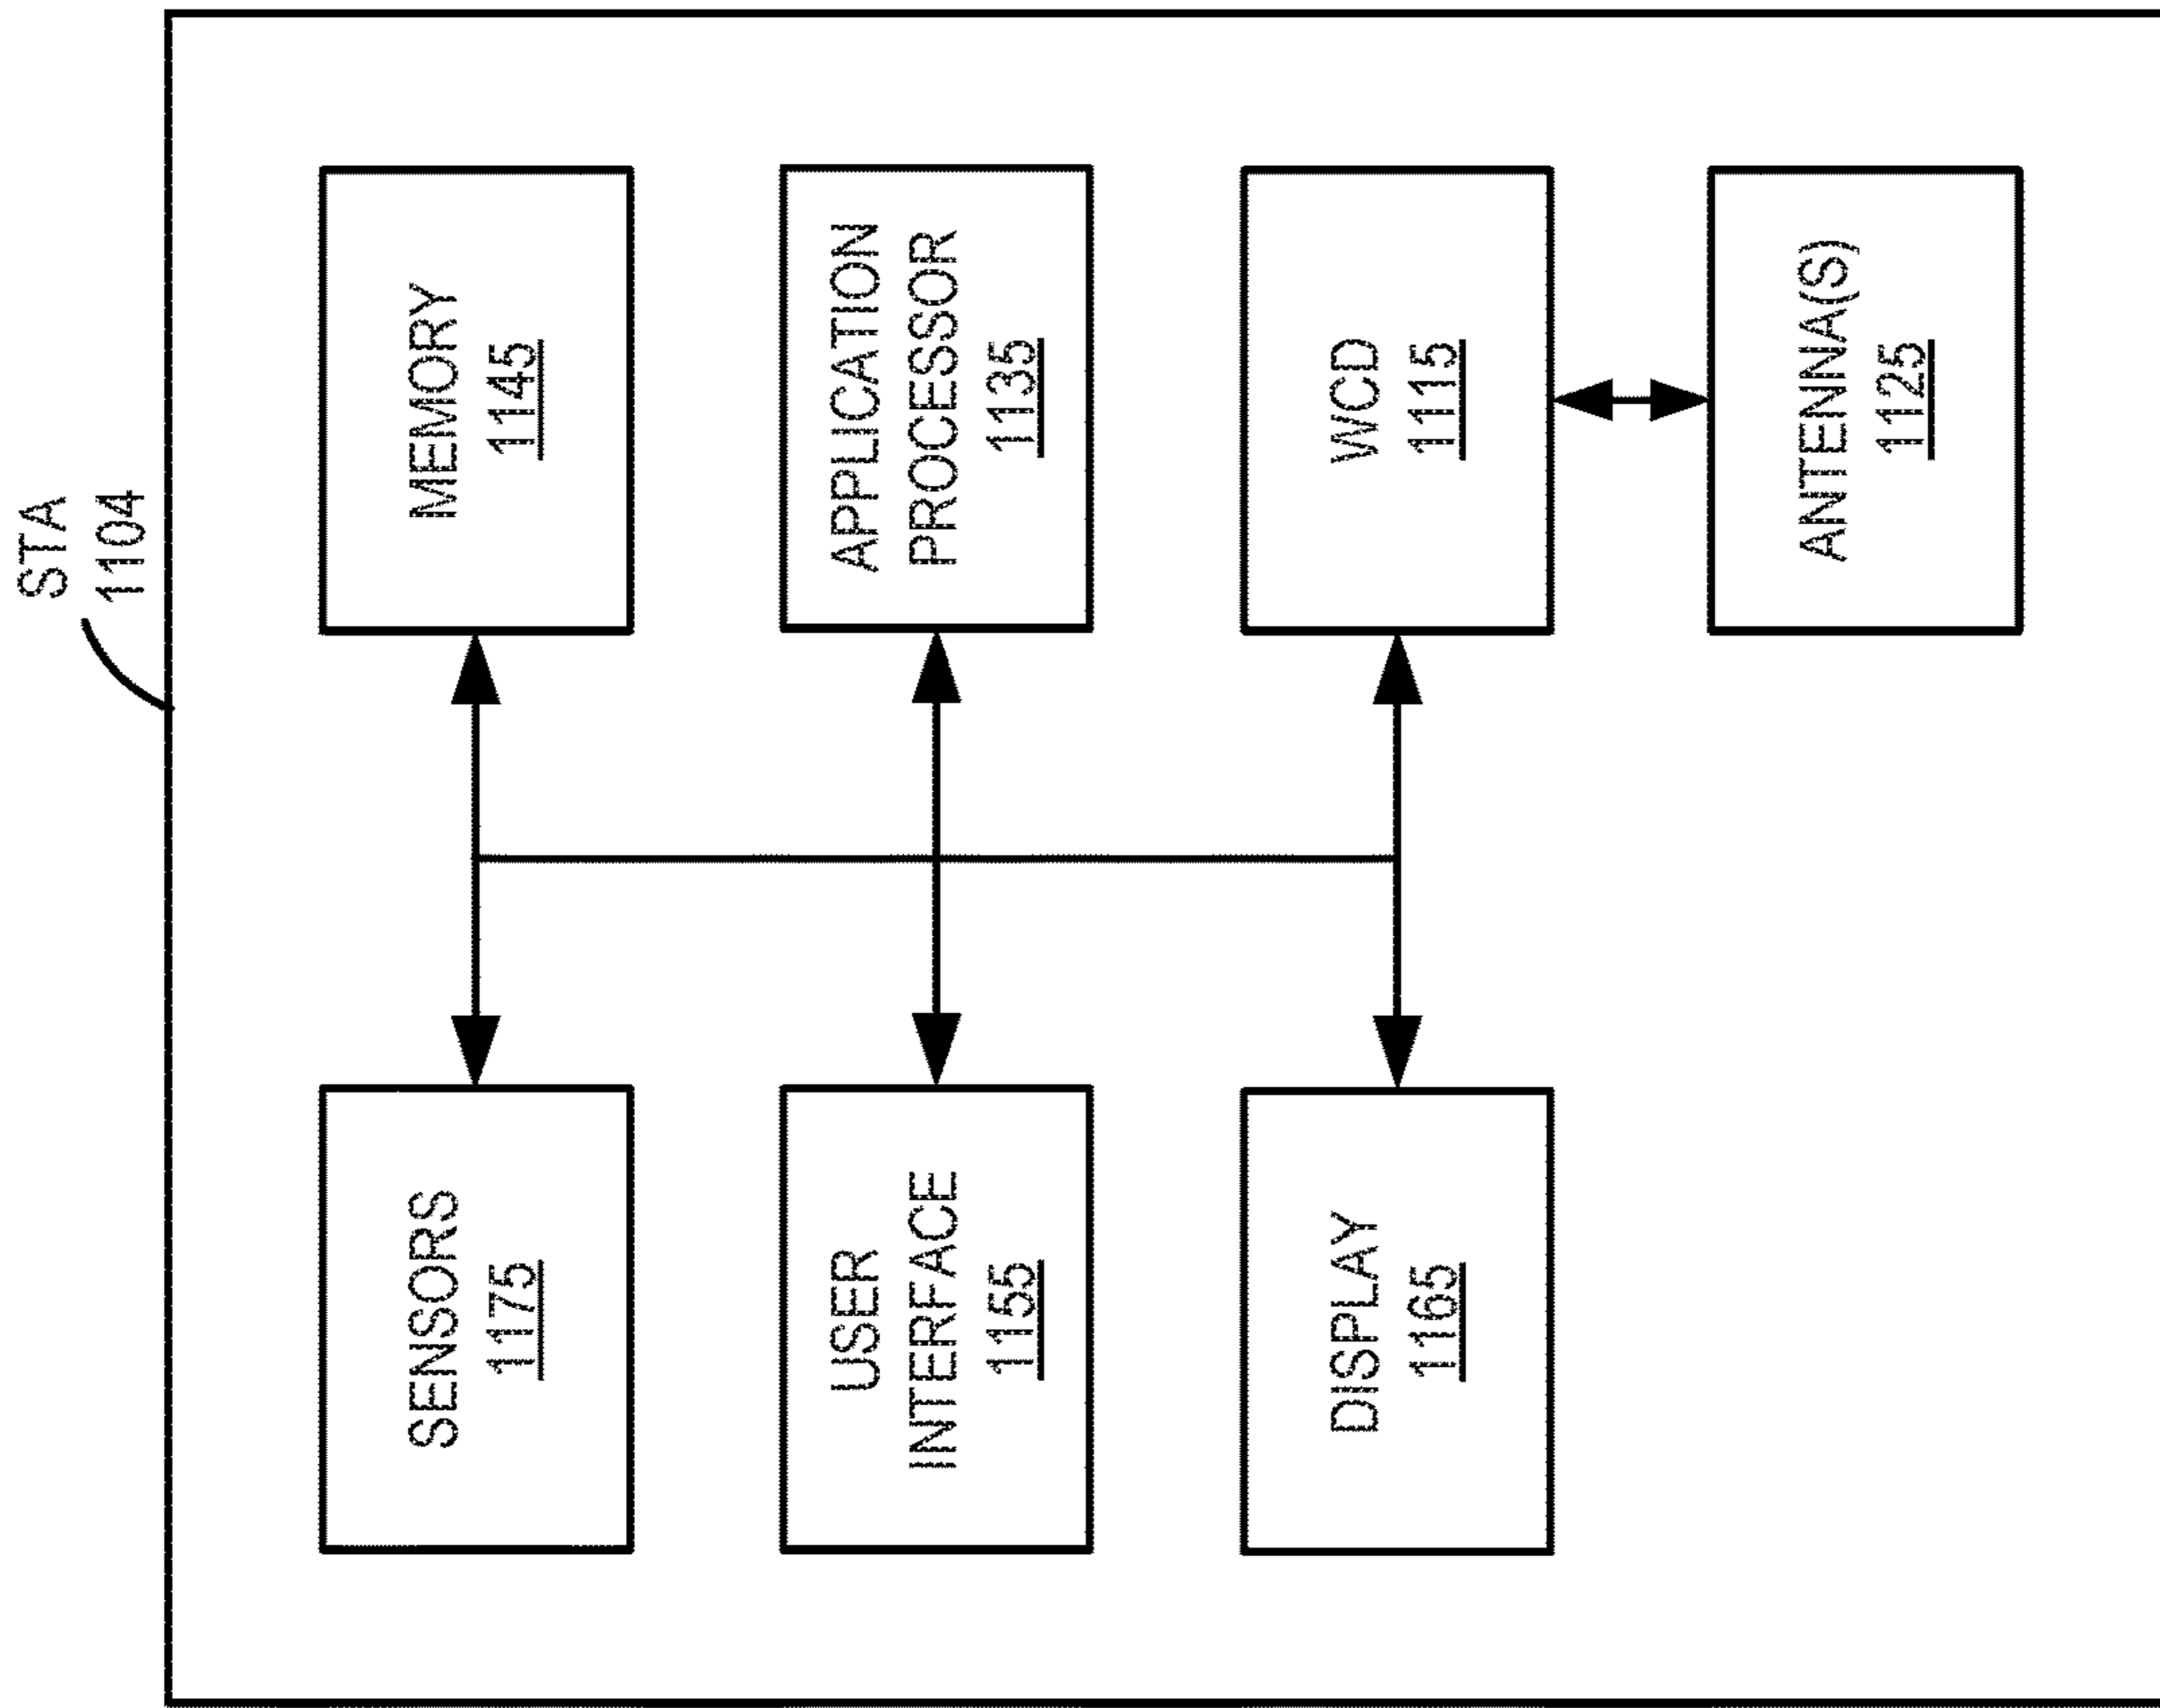 STA
1104
SENSORS
1175
MEMORY
1145
USER
INTERFACE
1155
APPLICATION
PROCESSOR
1135
DISPLAY
1165
WCD
1115
ANTENNA(S)
1125